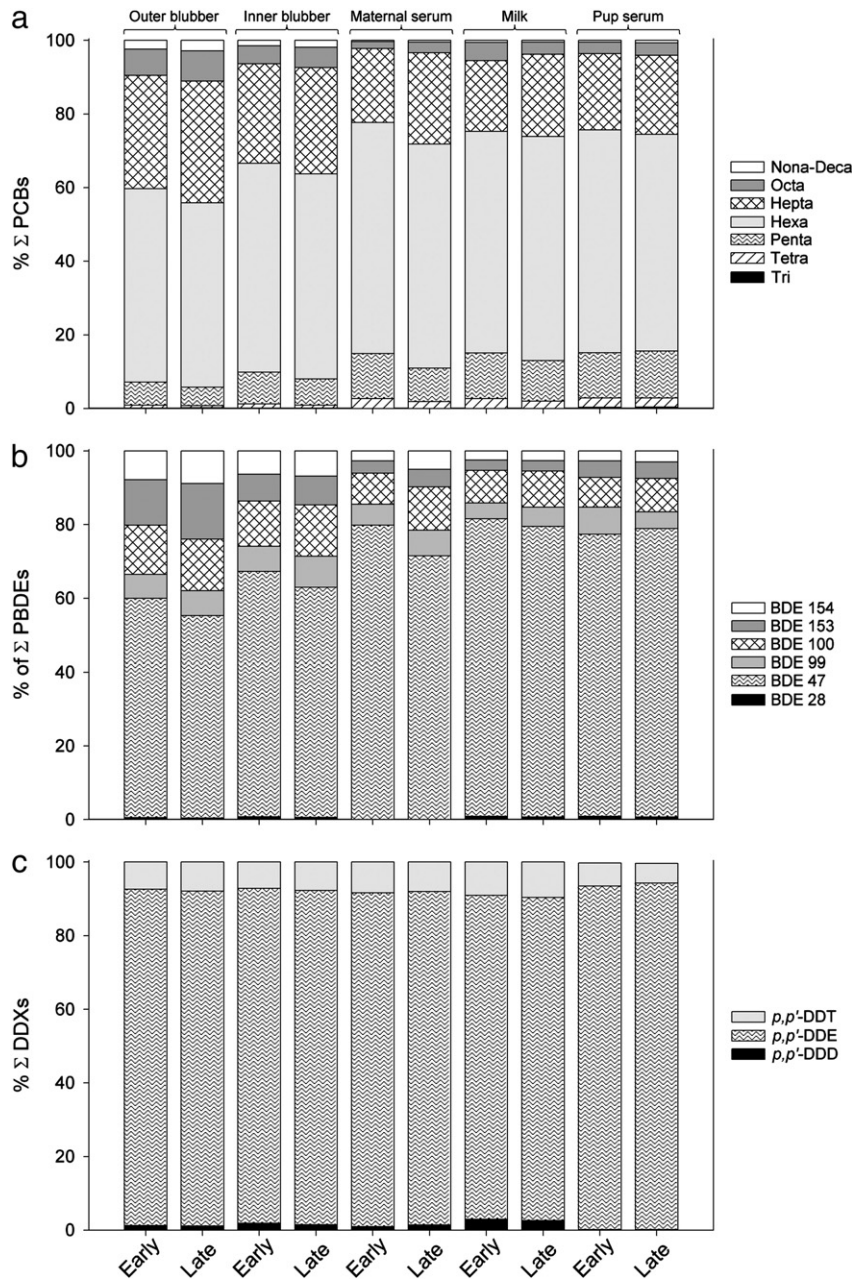 a
Outer blubber Inner blubber Maternal serum Milk Pup serum
100
80
60
40
20
0
% Σ PCBs
Nona-Deca
Octa
Hepta
Hexa
Penta
Tetra
Tri
b
100
80
60
40
20
0
% of Σ PBDEs
BDE 154
BDE 153
BDE 100
BDE 99
BDE 47
BDE 28
c
100
80
60
40
20
0
% Σ DDXs
p,p'-DDT
p,p'-DDE
p,p'-DDD
Early Late Early Late Early Late Early Late Early Late